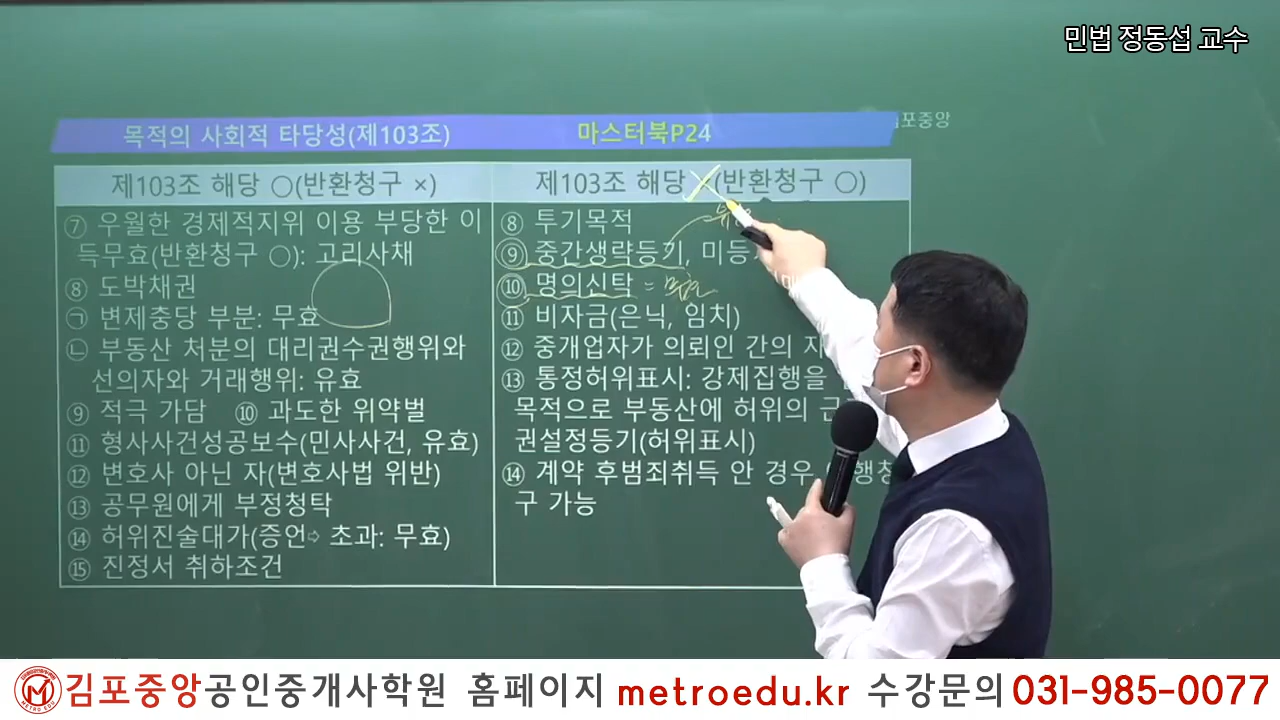 민법 정동섭 교수
목적의 사회적 타당성(제103조) 마스터북P24
김포중앙
제103조 해당 ○(반환청구 ×)
⑦ 우월한 경제적지위 이용 부당한 이
득무효(반환청구 ○): 고리사채
⑧ 도박채권
㉠ 변제충당 부분: 무효
㉡ 부동산 처분의 대리권수권행위와
선의자와 거래행위: 유효
⑨ 적극 가담 ⑩ 과도한 위약벌
⑪ 형사사건성공보수(민사사건, 유효)
⑫ 변호사 아닌 자(변호사법 위반)
⑬ 공무원에게 부정청탁
⑭ 허위진술대가(증언⇨ 초과: 무효)
⑮ 진정서 취하조건
제103조 해당 ×(반환청구 ○)
⑧ 투기목적
⑨ 중간생략등기, 미등
⑩ 명의신탁 =
⑪ 비자금(은닉, 임치)
⑫ 중개업자가 의뢰인 간의
⑬ 통정허위표시: 강제집행을
목적으로 부동산에 허위의
권설정등기(허위표시)
⑭ 계약 후범죄취득 안 경우
구 가능
METRO EDU
김포중앙공인중개사학원 홈페이지 metroedu.kr 수강문의 031-985-0077